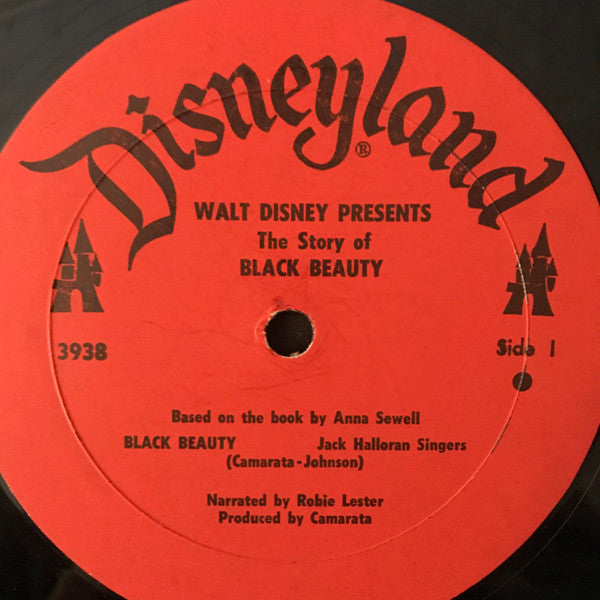 Disneyland®
WALT DISNEY PRESENTS
The Story of
BLACK BEAUTY
3938
Side 1
Based on the book by Anna Sewell
BLACK BEAUTY Jack Halloran Singers
(Camarata-Johnson)
Narrated by Robie Lester
Produced by Camarata